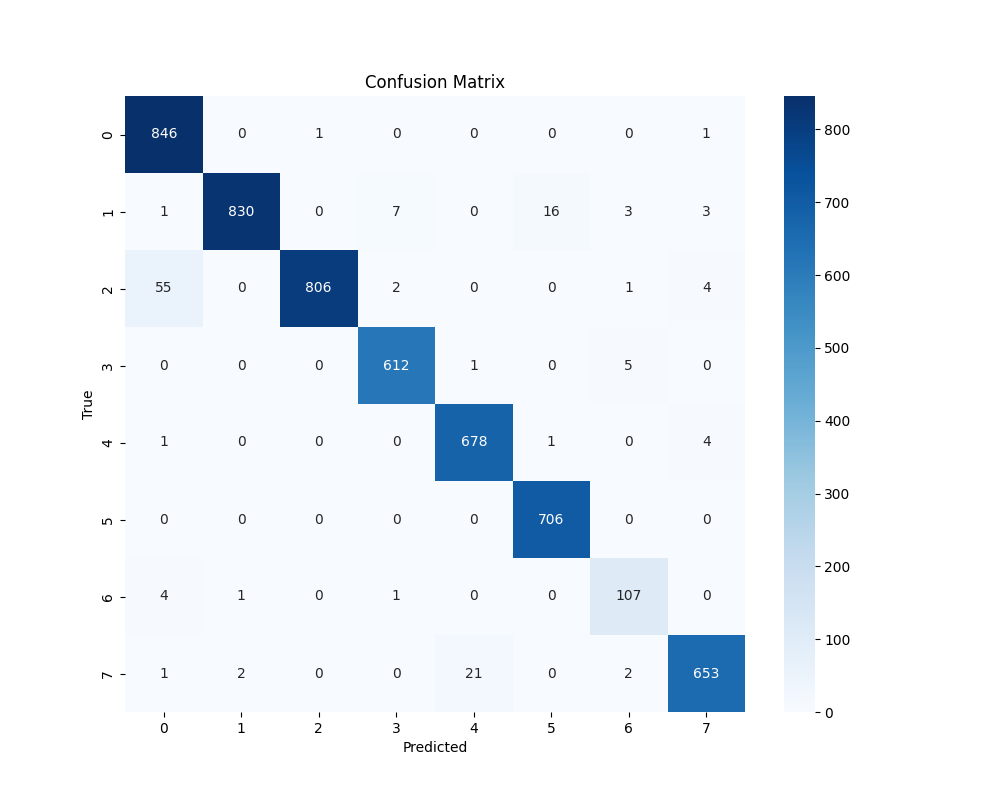 Confusion Matrix
0 846 0 1 0 0 0 0 1
1 1 830 0 7 0 16 3 3
2 55 0 806 2 0 0 1 4
3 0 0 0 612 1 0 5 0
4 1 0 0 0 678 1 0 4
5 0 0 0 0 0 706 0 0
6 4 1 0 1 0 0 107 0
7 1 2 0 0 21 0 2 653
True
0 1 2 3 4 5 6 7
Predicted
800
700
600
500
400
300
200
100
0